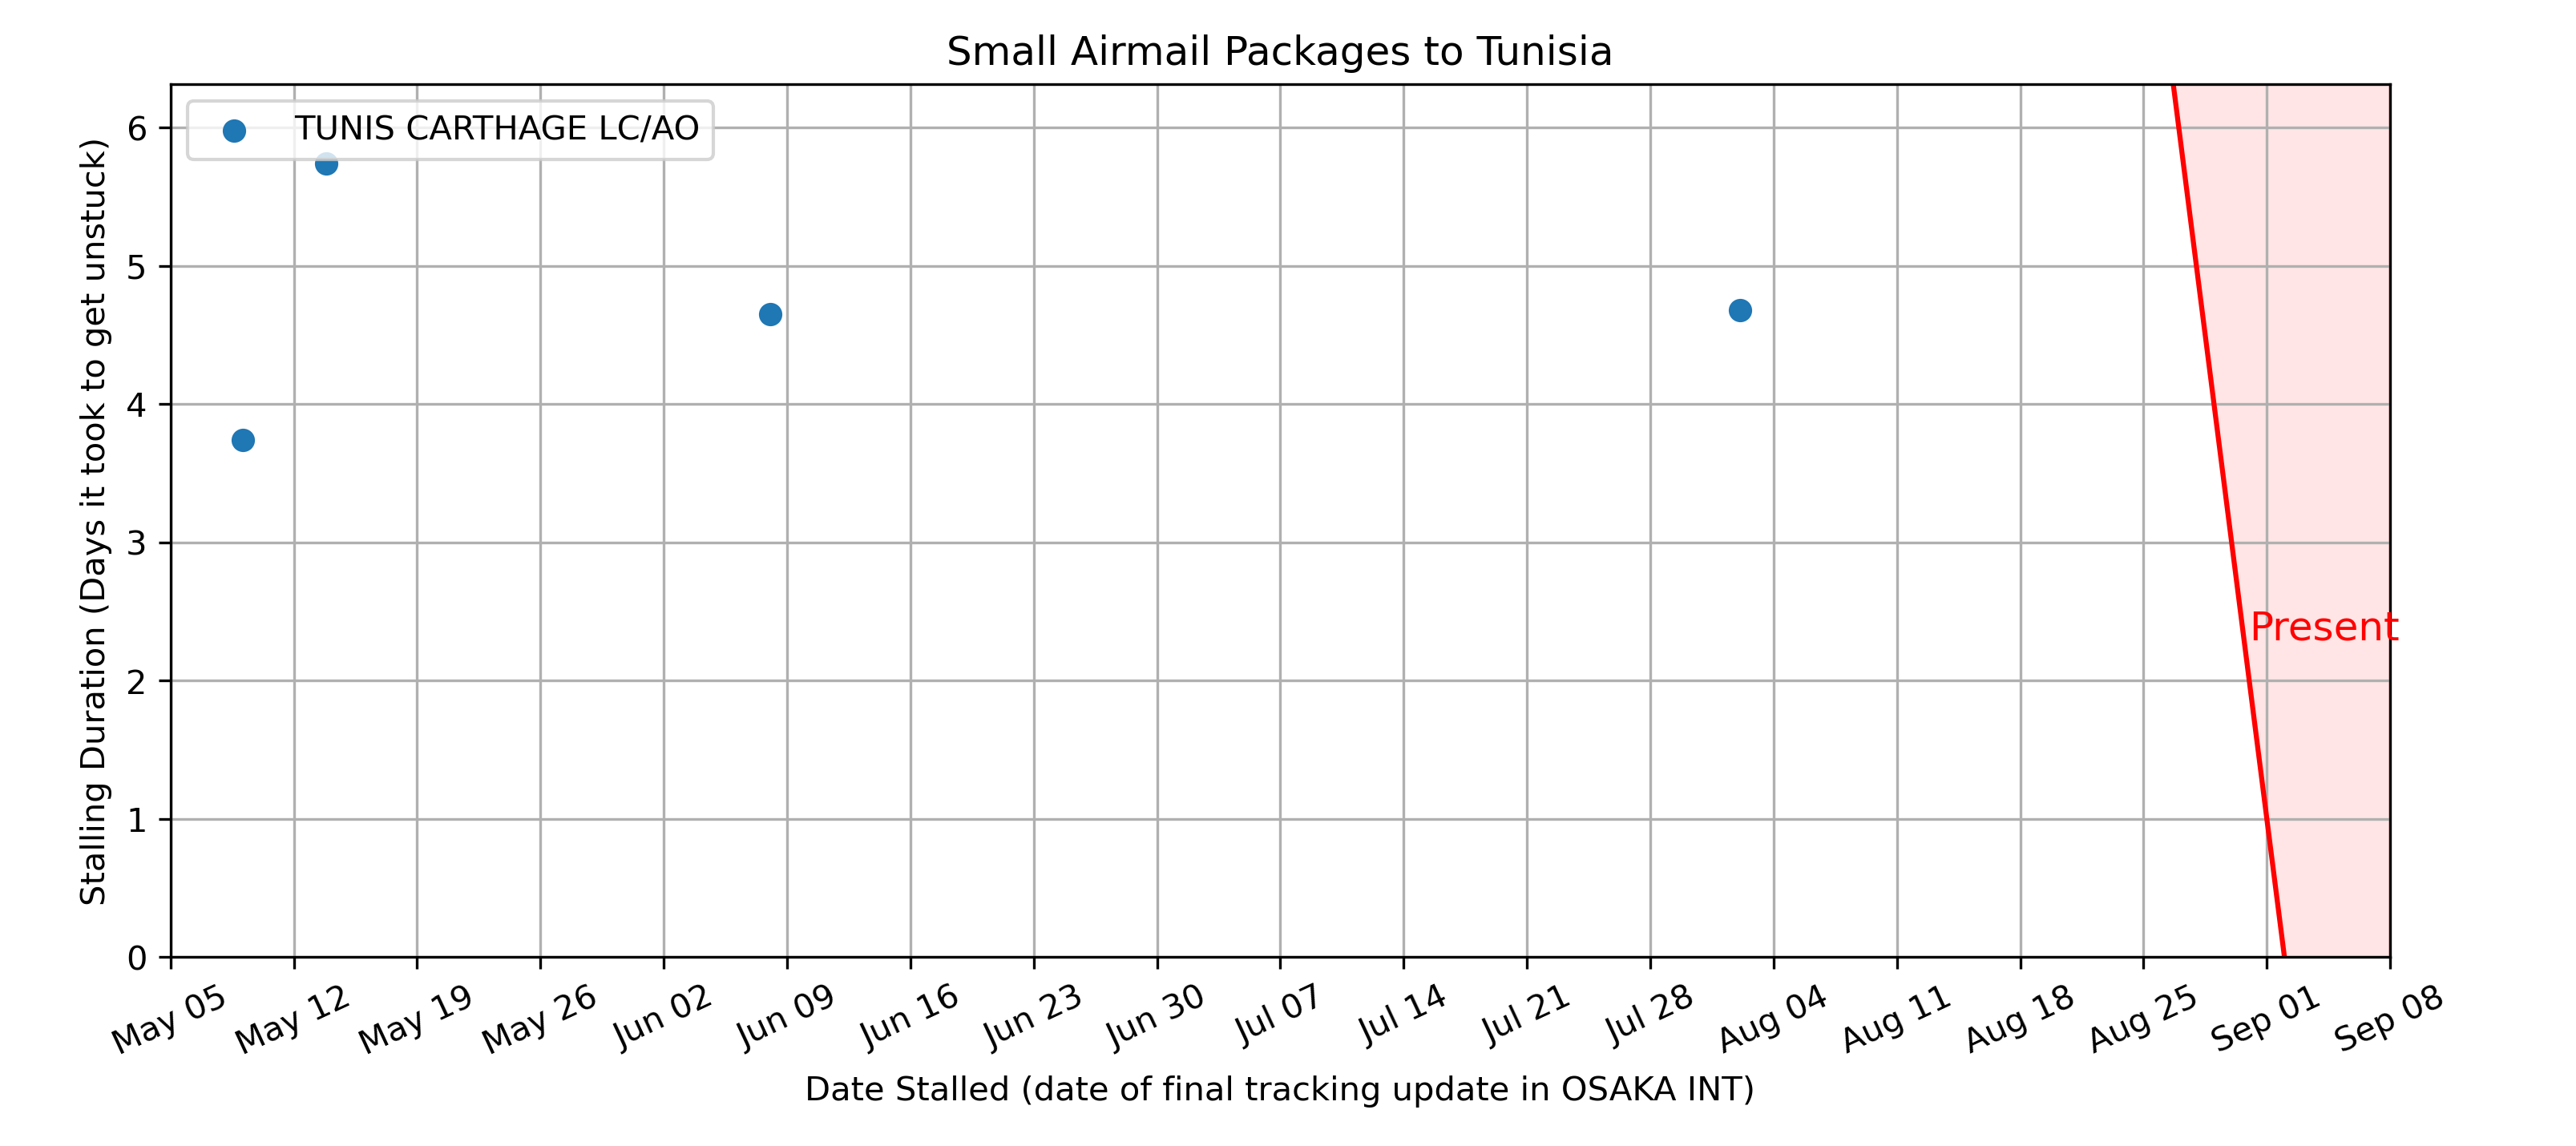 Small Airmail Packages to Tunisia
TUNIS CARTHAGE LC/AO
Stalling Duration (Days it took to get unstuck)
6
5
4
3
2
1
0
Present
May 05
May 12
May 19
May 26
Jun 02
Jun 09
Jun 16
Jun 23
Jun 30
Jul 07
Jul 14
Jul 21
Jul 28
Aug 04
Aug 11
Aug 18
Aug 25
Sep 01
Sep 08
Date Stalled (date of final tracking update in OSAKA INT)